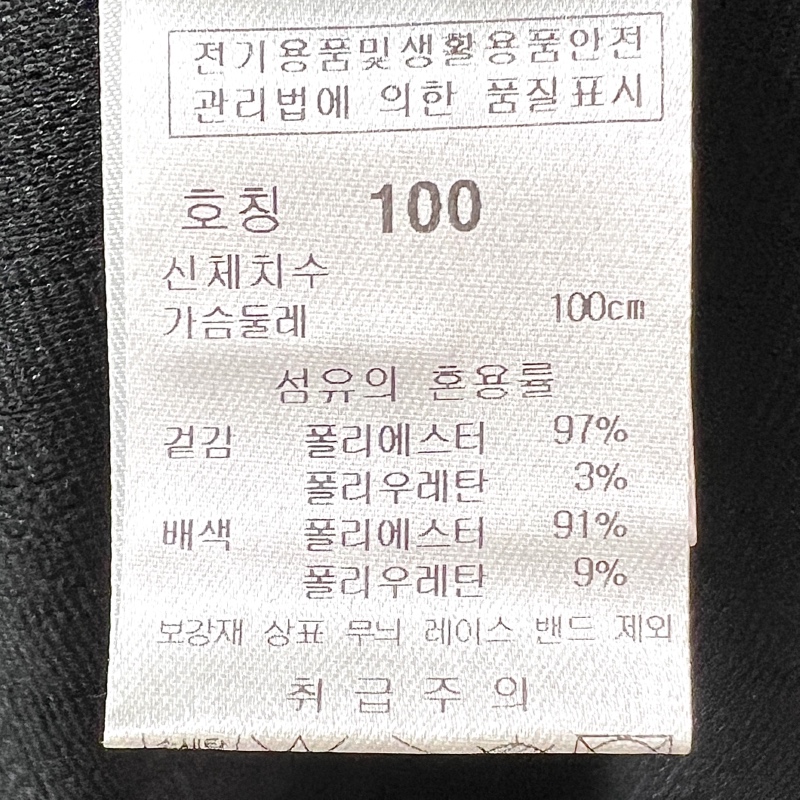 전기용품및생활용품안전
관리법에 의한 품질표시
호칭 100
신체치수
가슴둘레 100cm
섬유의 혼용률
겉감 폴리에스터 97%
폴리우레탄 3%
배색 폴리에스터 91%
폴리우레탄 9%
보강재 상표 무늬 레이스 밴드 제외
취급주의